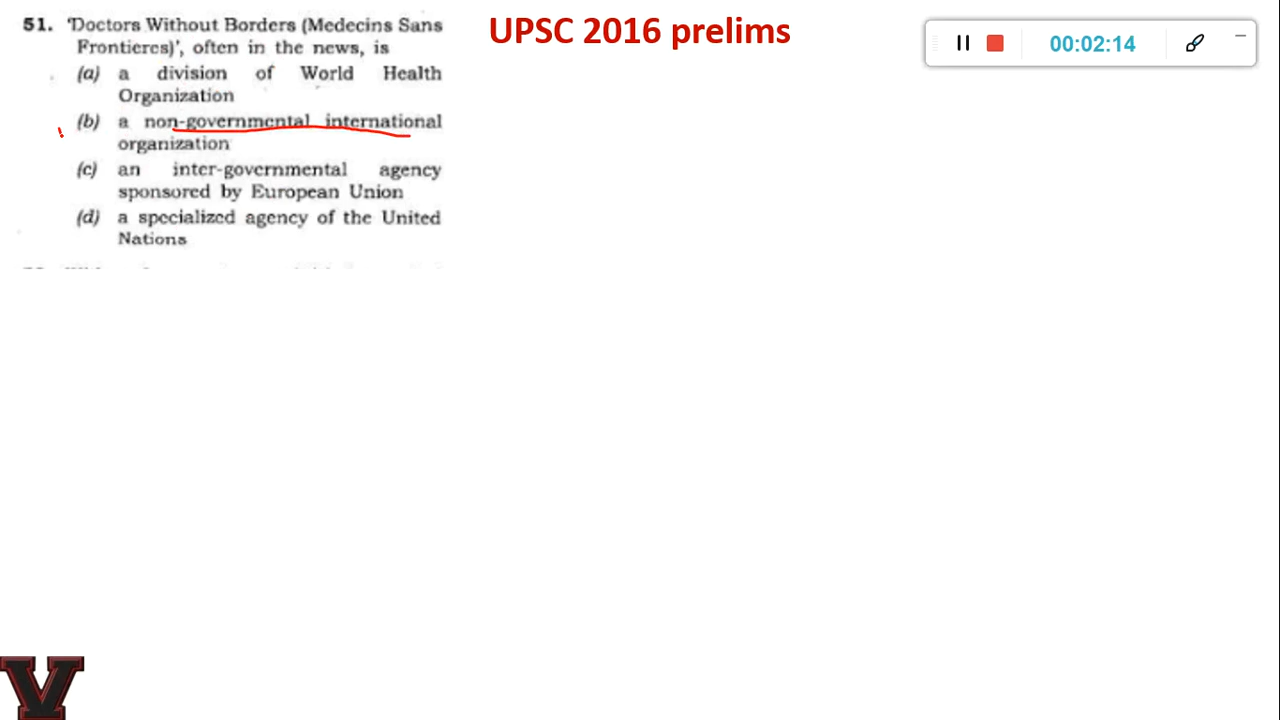 UPSC 2016 prelims
00:02:14
51. 'Doctors Without Borders (Medecins Sans
Frontieres)', often in the news, is
(a) a division of World Health
Organization
(b) a non-governmental international
organization
(c) an inter-governmental agency
sponsored by European Union
(d) a specialized agency of the United
Nations
V